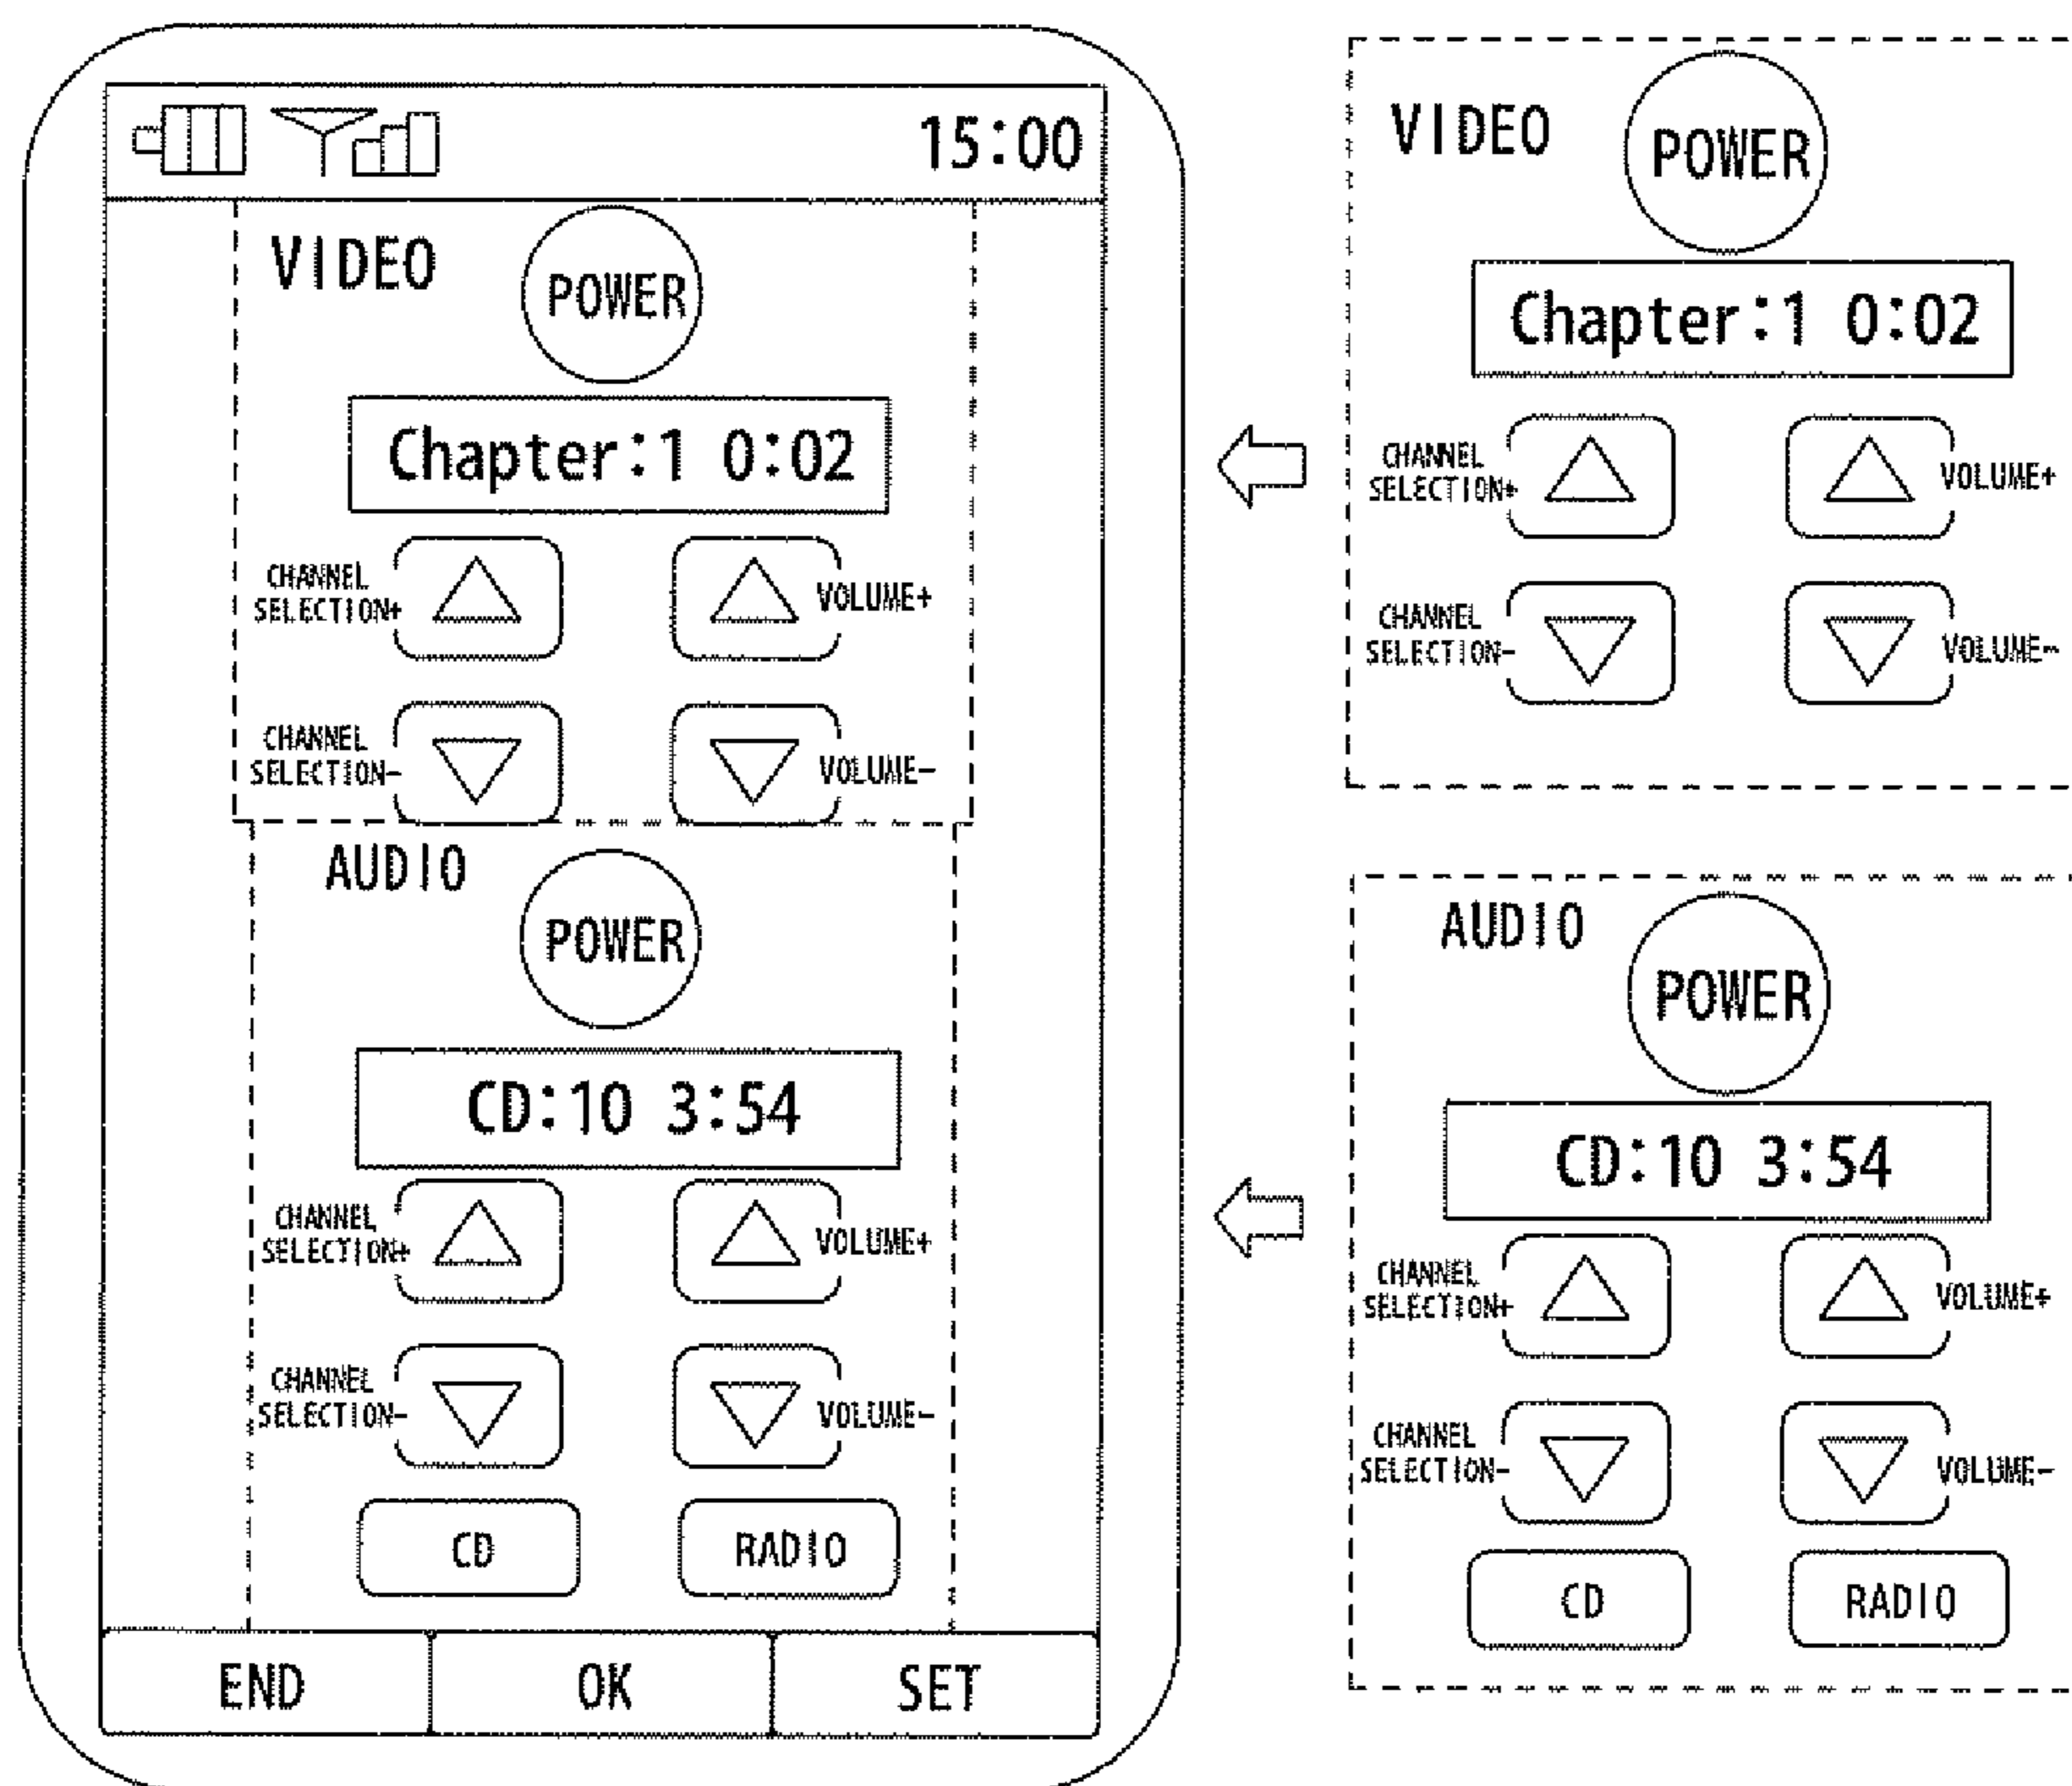 15:00
VIDEO
POWER
Chapter:1 0:02
CHANNEL
SELECTION+
VOLUME+
CHANNEL
SELECTION-
VOLUME-
AUDIO
POWER
CD:10 3:54
CHANNEL
SELECTION+
VOLUME+
CHANNEL
SELECTION-
VOLUME-
CD
RADIO
END
OK
SET
VIDEO
POWER
Chapter:1 0:02
CHANNEL
SELECTION+
VOLUME+
CHANNEL
SELECTION-
VOLUME-
AUDIO
POWER
CD:10 3:54
CHANNEL
SELECTION+
VOLUME+
CHANNEL
SELECTION-
VOLUME-
CD
RADIO